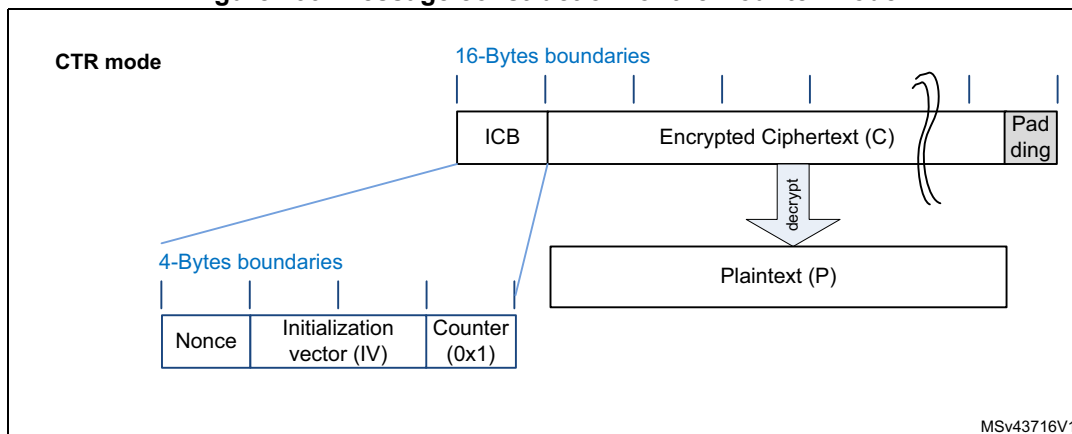 CTR mode
16-Bytes boundaries
ICB
Encrypted Ciphertext (C)
Pad
ding
decrypt
4-Bytes boundaries
Plaintext (P)
Nonce
Initialization
vector (IV)
Counter
(0x1)
MSv43716V1